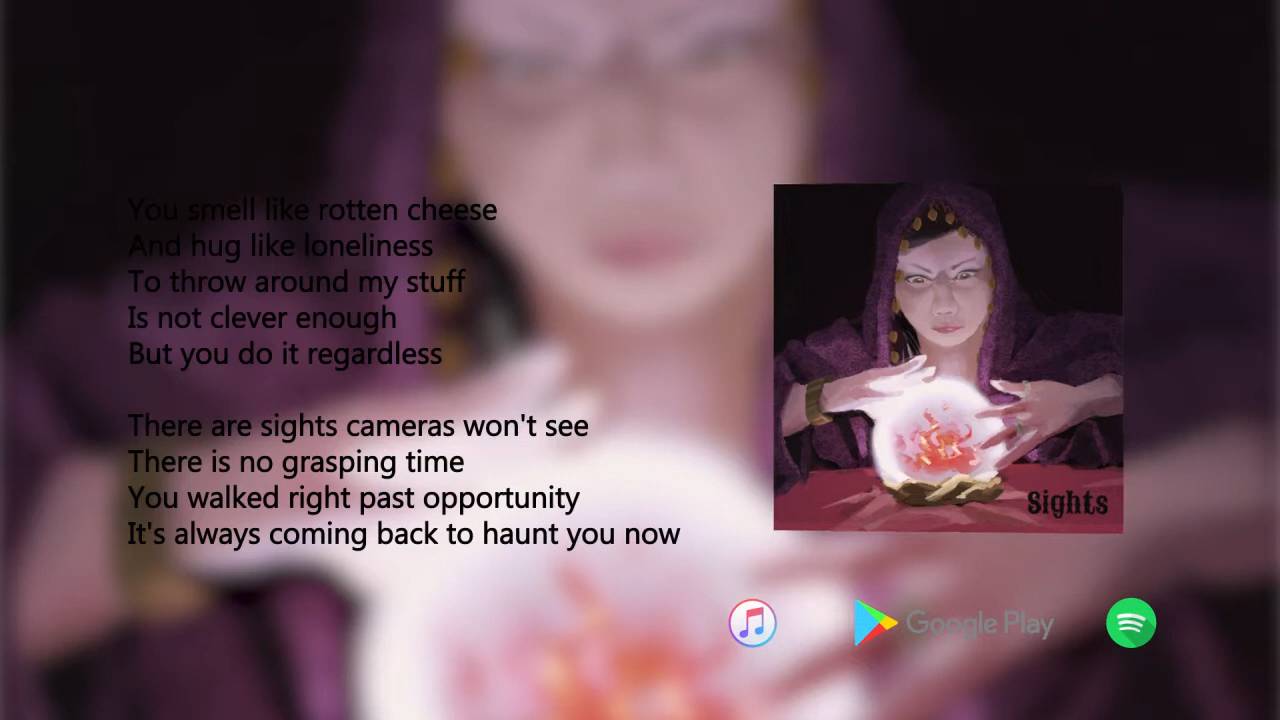 You smell like rotten cheese
And hug like loneliness
To throw around my stuff
Is not clever enough
But you do it regardless
There are sights cameras won't see
There is no grasping time
You walked right past opportunity
It's always coming back to haunt you now
Sights
Google Play